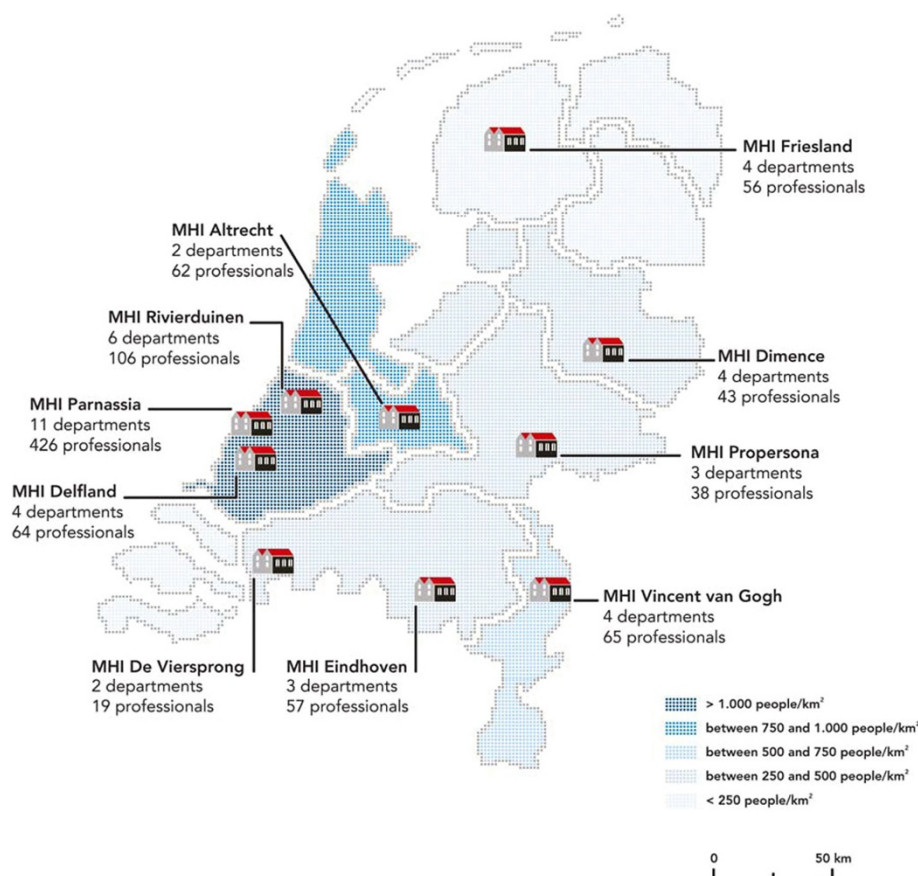 MHI Friesland
4 departments
56 professionals
MHI Altrecht
2 departments
62 professionals
MHI Rivierduinen
6 departments
106 professionals
MHI Dimence
4 departments
43 professionals
MHI Parnassia
11 departments
426 professionals
MHI Propersona
3 departments
38 professionals
MHI Delfland
4 departments
64 professionals
MHI Vincent van Gogh
4 departments
65 professionals
MHI De Viersprong
2 departments
19 professionals
MHI Eindhoven
3 departments
57 professionals
> 1.000 people/km²
between 750 and 1.000 people/km²
between 500 and 750 people/km²
between 250 and 500 people/km²
< 250 people/km²
0 50 km